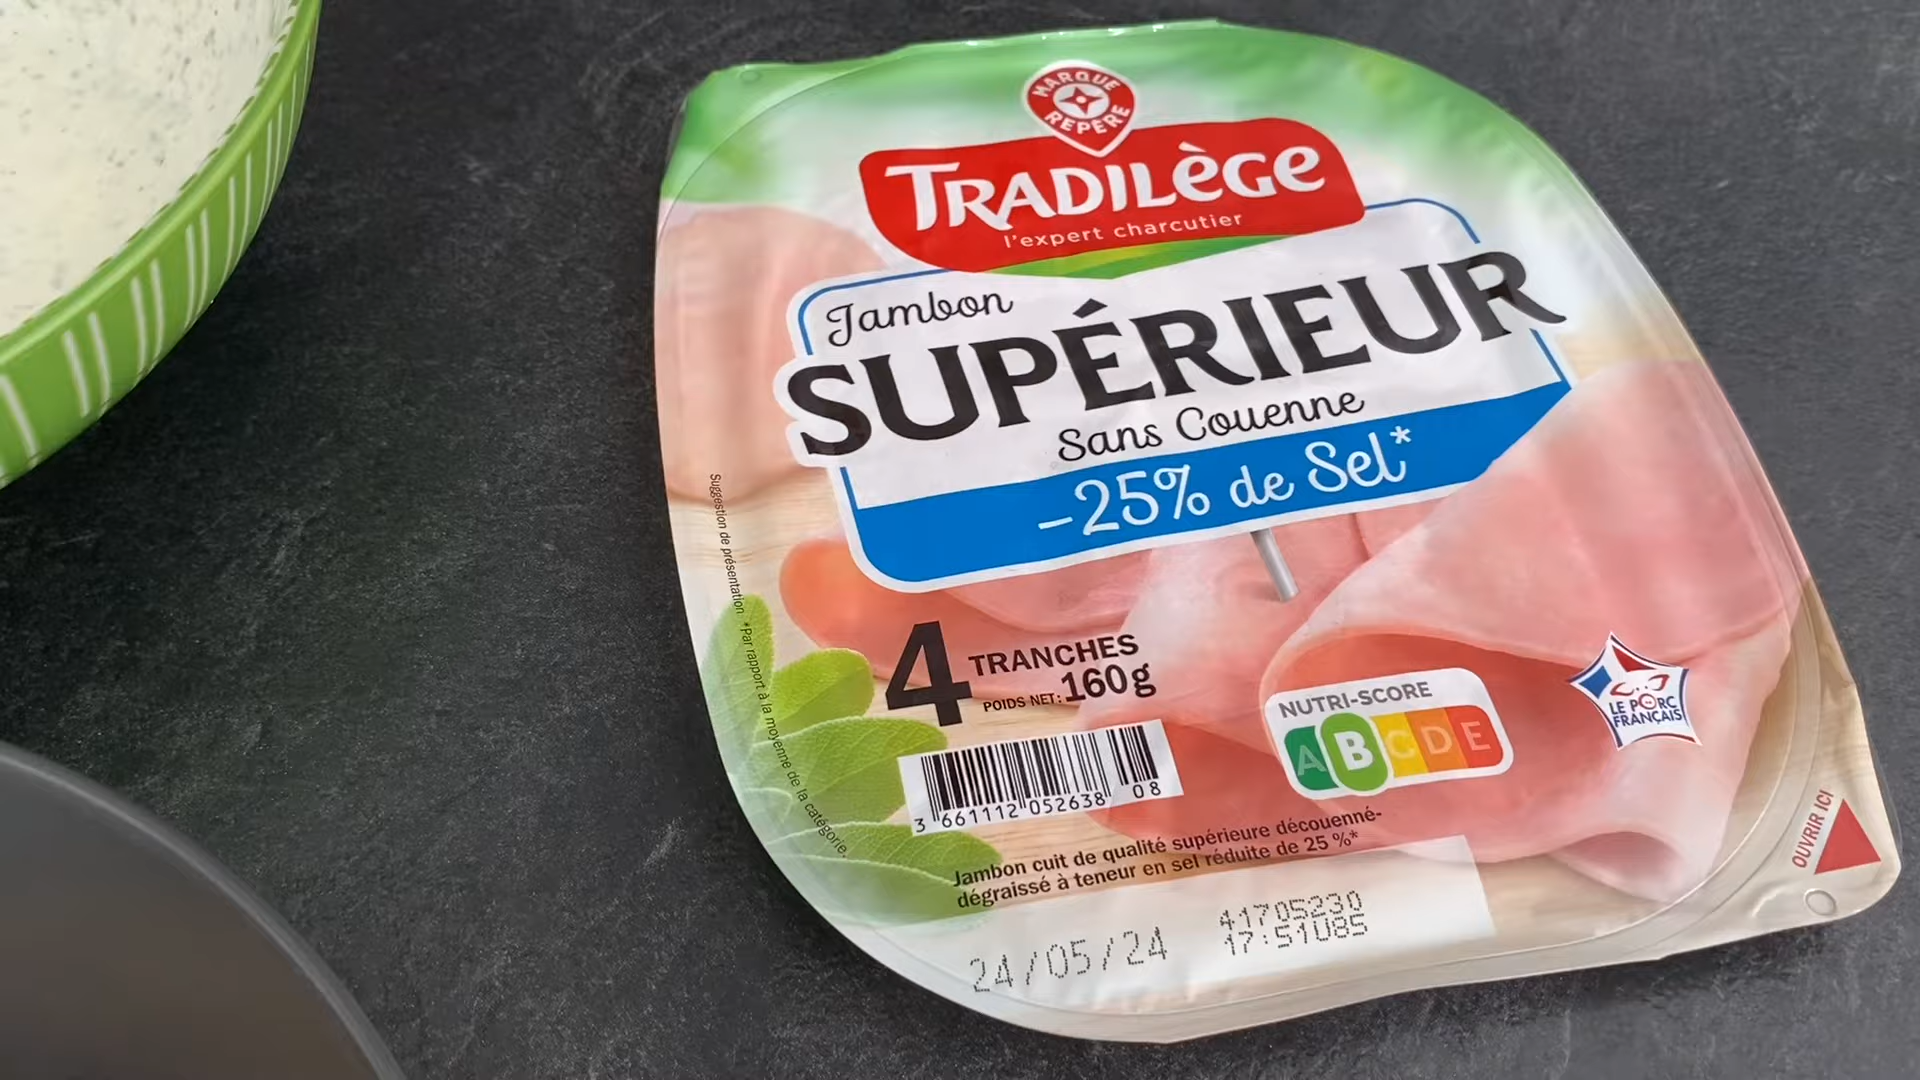 MARQUE
REPÈRE
TRADILÈGE
l'expert charcutier
Jambon
SUPÉRIEUR
Sans Couenne
-25% de Sel*
Suggestion de présentation *Par rapport à la moyenne de la catégorie.
4 TRANCHES
POIDS NET: 160g
NUTRI-SCORE
A B C D E
LE PORC
FRANÇAIS
3 661112 052638 08
OUVRIR ICI
Jambon cuit de qualité supérieure découenné-
dégraissé à teneur en sel réduite de 25 %*
24/05/24
41705230
17:51U85